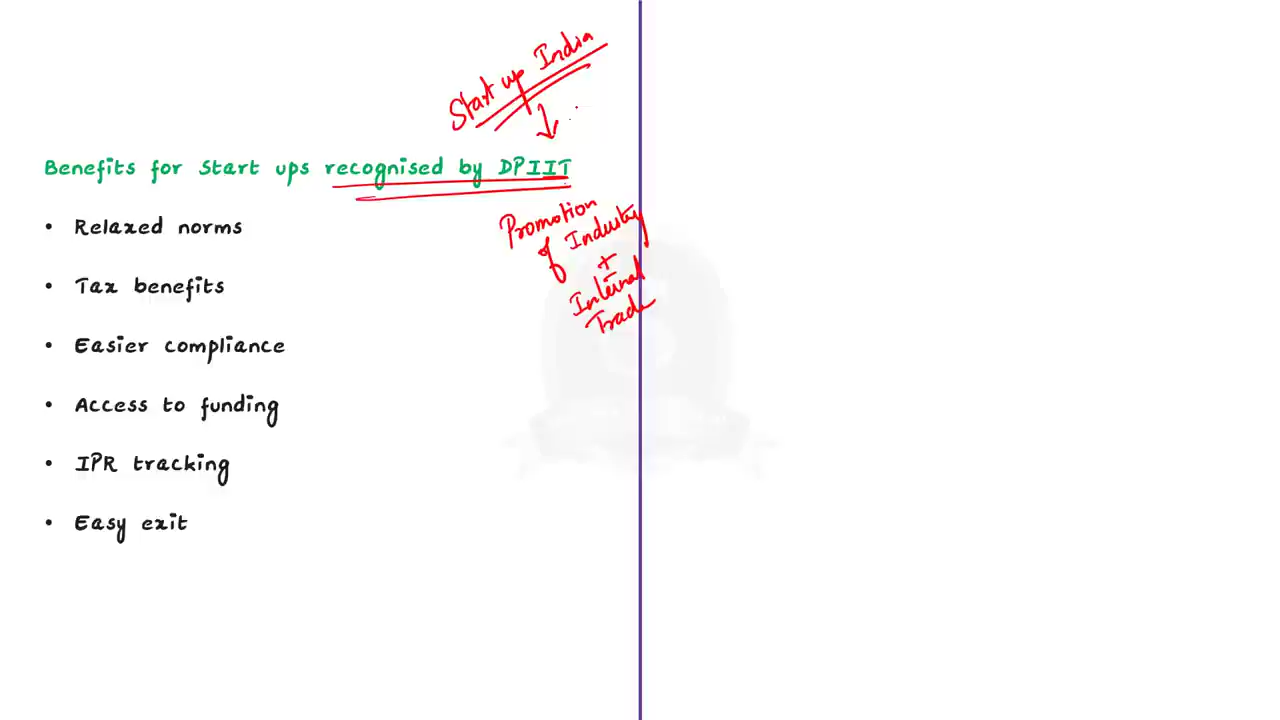 Start up India
Benefits for Start ups recognised by DPIIT
Promotion
of Industry
+
Internal
Trade
• Relaxed norms
• Tax benefits
• Easier compliance
• Access to funding
• IPR tracking
• Easy exit